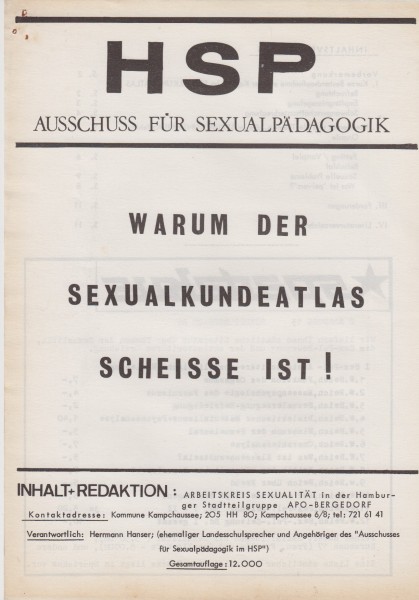 HSP
AUSSCHUSS FÜR SEXUALPÄDAGOGIK
WARUM DER
SEXUALKUNDEATLAS
SCHEISSE IST!
INHALT+REDAKTION: ARBEITSKREIS SEXUALITÄT in der Hambur-
ger Stadtteilgruppe APO-BERGEDORF
Kontaktadresse: Kommune Kampchaussee; 205 HH 80; Kampchaussee 6/8; tel: 721 61 41
Verantwortlich: Herrmann Hanser; (ehemaliger Landesschulsprecher und Angehöriger des "Ausschusses
für Sexualpädagogik im HSP")
Gesamtauflage: 12.000